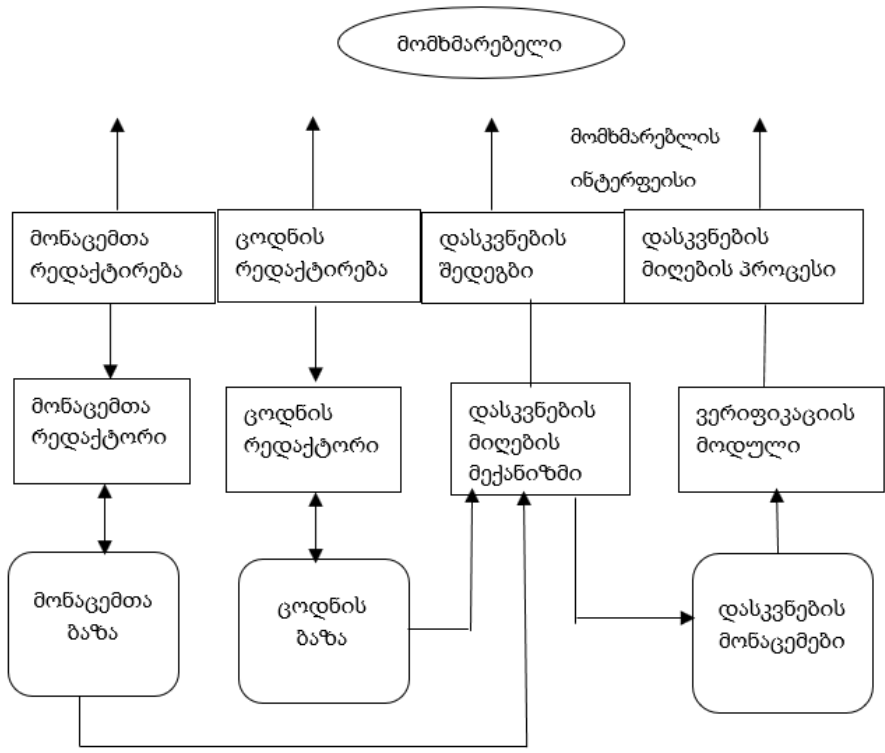 მომხმარებელი
მომხმარებლის
ინტერფეისი
მონაცემთა
რედაქტირება
ცოდნის
რედაქტირება
დასკვნების
შედეგბი
დასკვნების
მიღების პროცესი
მონაცემთა
რედაქტორი
ცოდნის
რედაქტორი
დასკვნების
მიღების
მექანიზმი
ვერიფიკაციის
მოდული
მონაცემთა
ბაზა
ცოდნის
ბაზა
დასკვნების
მონაცემები